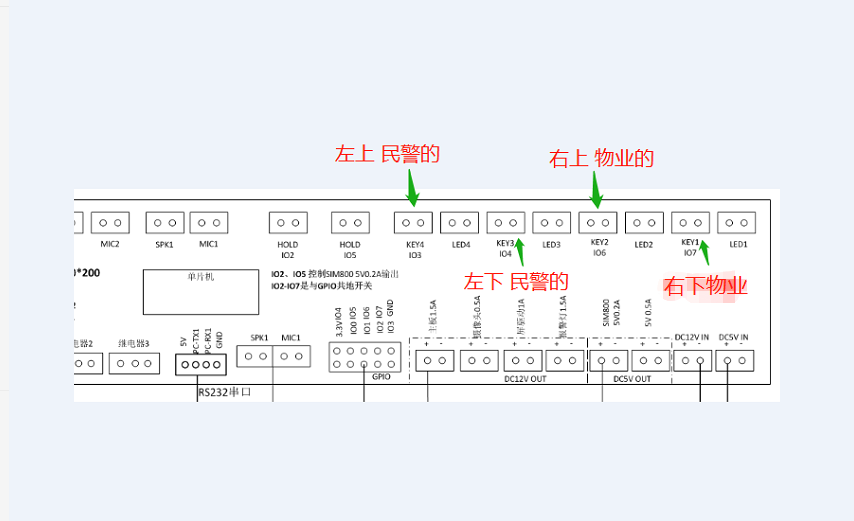 左上 民警的
右上 物业的
MIC2
SPK1
MIC1
HOLD
IO2
HOLD
IO5
KEY4
IO3
LED4
KEY3
IO4
LED3
KEY2
IO6
LED2
KEY1
IO7
LED1
左下 民警的
右下物业
0*200
单片机
IO2、IO5 控制SIM800 5V0.2A输出
IO2-IO7是与GPIO共地开关
电器2
继电器3
5V
PC-TX1
PC-RX1
GND
RS232串口
SPK1
MIC1
3.3V IO4
IO0 IO5
IO1 IO6
IO2 IO7
IO3 GND
GPIO
主板1.5A
摄像头0.5A
屏驱动1A
报警灯1.5A
SIM800
5V0.2A
5V 0.5A
DC12V IN
DC5V IN
+ -
+ -
+ -
+ -
+ -
+ -
+ -
+ -
DC12V OUT
DC5V OUT